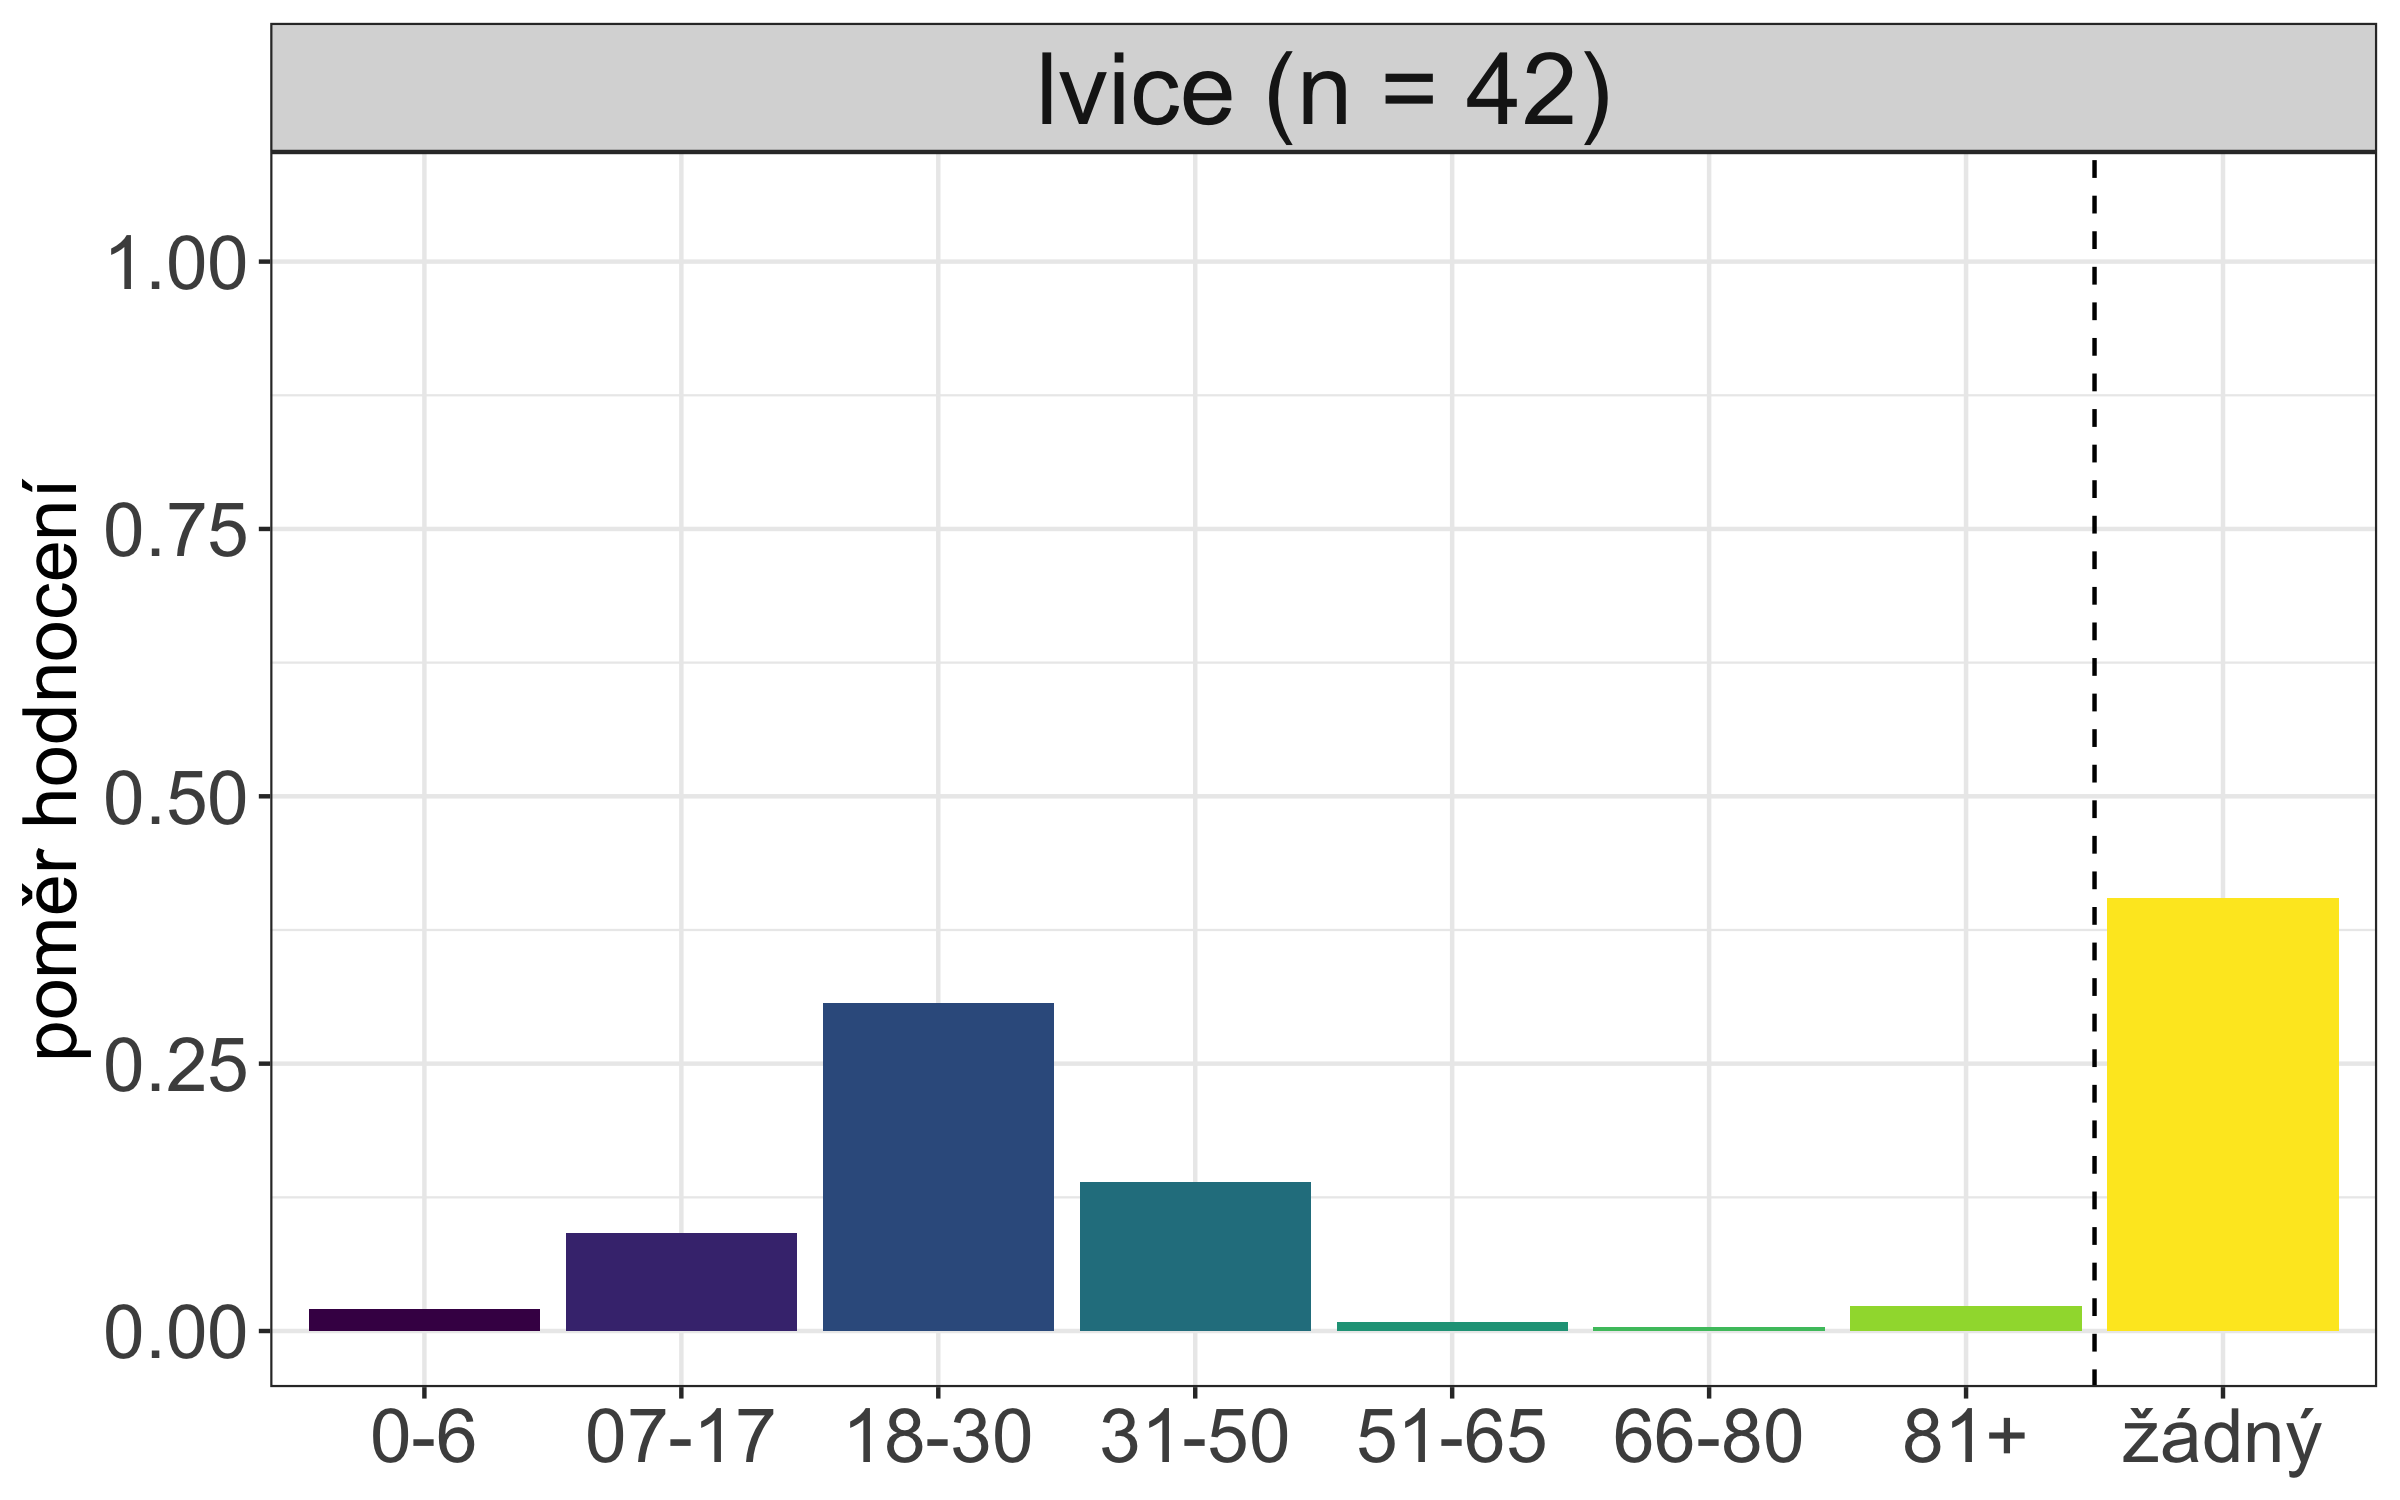 lvice (n = 42)
poměr hodnocení
1.00
0.75
0.50
0.25
0.00
0-6 07-17 18-30 31-50 51-65 66-80 81+ žádný